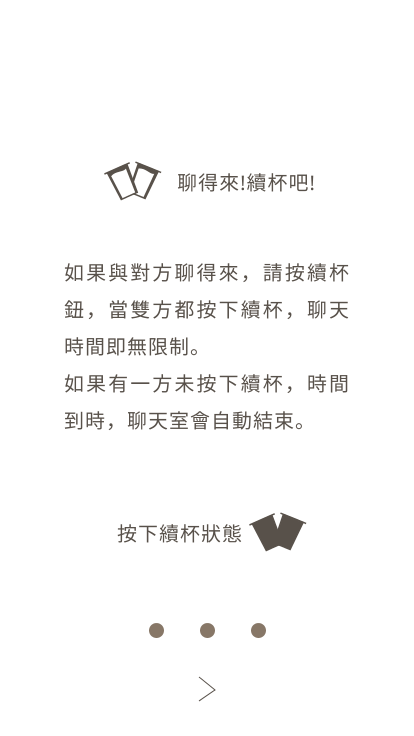 聊得來!續杯吧!
如果與對方聊得來，請按續杯
鈕，當雙方都按下續杯，聊天
時間即無限制。
如果有一方未按下續杯，時間
到時，聊天室會自動結束。
按下續杯狀態